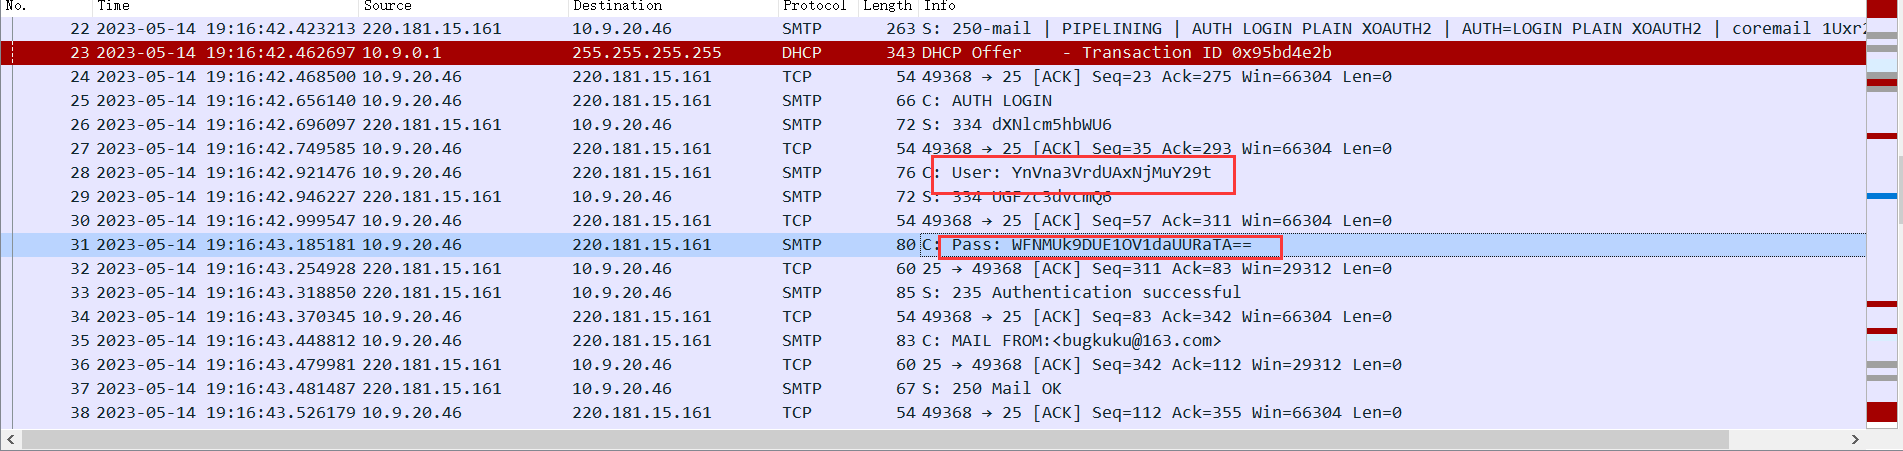 No. Time Source Destination Protocol Length Info
22 2023-05-14 19:16:42.423213 220.181.15.161 10.9.20.46 SMTP 263 S: 250-mail | PIPELINING | AUTH LOGIN PLAIN XOAUTH2 | AUTH=LOGIN PLAIN XOAUTH2 | coremail
23 2023-05-14 19:16:42.462697 10.9.0.1 255.255.255.255 DHCP 343 DHCP Offer - Transaction ID 0x95bd4e2b
24 2023-05-14 19:16:42.468500 10.9.20.46 220.181.15.161 TCP 54 49368 → 25 [ACK] Seq=23 Ack=275 Win=66304 Len=0
25 2023-05-14 19:16:42.656140 10.9.20.46 220.181.15.161 SMTP 66 C: AUTH LOGIN
26 2023-05-14 19:16:42.696097 220.181.15.161 10.9.20.46 SMTP 72 S: 334 dXNlcm5hbWU6
27 2023-05-14 19:16:42.749585 10.9.20.46 220.181.15.161 TCP 54 49368 → 25 [ACK] Seq=35 Ack=293 Win=66304 Len=0
28 2023-05-14 19:16:42.921476 10.9.20.46 220.181.15.161 SMTP 76 C: User: YnVna3VrdUAxNjMuY29t
29 2023-05-14 19:16:42.946227 220.181.15.161 10.9.20.46 SMTP 72 S: 334 UGFzc3dvcmQ6
30 2023-05-14 19:16:42.999547 10.9.20.46 220.181.15.161 TCP 54 49368 → 25 [ACK] Seq=57 Ack=311 Win=66304 Len=0
31 2023-05-14 19:16:43.185181 10.9.20.46 220.181.15.161 SMTP 80 C: Pass: WFNMUk9DUE1OV1daUURaTA==
32 2023-05-14 19:16:43.254928 220.181.15.161 10.9.20.46 TCP 60 25 → 49368 [ACK] Seq=311 Ack=83 Win=29312 Len=0
33 2023-05-14 19:16:43.318850 220.181.15.161 10.9.20.46 SMTP 85 S: 235 Authentication successful
34 2023-05-14 19:16:43.370345 10.9.20.46 220.181.15.161 TCP 54 49368 → 25 [ACK] Seq=83 Ack=342 Win=66304 Len=0
35 2023-05-14 19:16:43.448812 10.9.20.46 220.181.15.161 SMTP 83 C: MAIL FROM:<bugkuku@163.com>
36 2023-05-14 19:16:43.479981 220.181.15.161 10.9.20.46 TCP 60 25 → 49368 [ACK] Seq=342 Ack=112 Win=29312 Len=0
37 2023-05-14 19:16:43.481487 220.181.15.161 10.9.20.46 SMTP 67 S: 250 Mail OK
38 2023-05-14 19:16:43.526179 10.9.20.46 220.181.15.161 TCP 54 49368 → 25 [ACK] Seq=112 Ack=355 Win=66304 Len=0